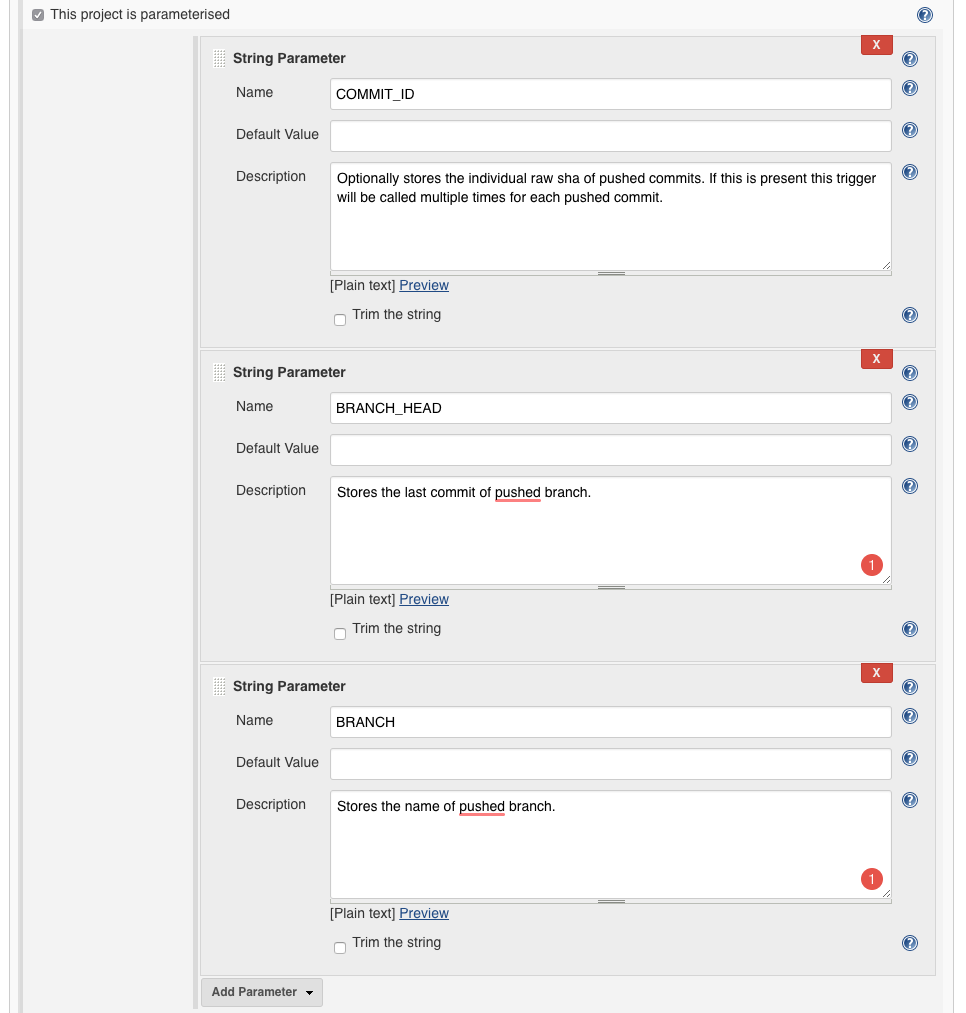 This project is parameterised
?
X
String Parameter
?
Name
COMMIT_ID
?
Default Value
?
Description
Optionally stores the individual raw sha of pushed commits. If this is present this trigger
will be called multiple times for each pushed commit.
?
[Plain text] Preview
Trim the string
?
X
String Parameter
?
Name
BRANCH_HEAD
?
Default Value
?
Description
Stores the last commit of pushed branch.
?
1
[Plain text] Preview
Trim the string
?
X
String Parameter
?
Name
BRANCH
?
Default Value
?
Description
Stores the name of pushed branch.
?
1
[Plain text] Preview
Trim the string
?
Add Parameter